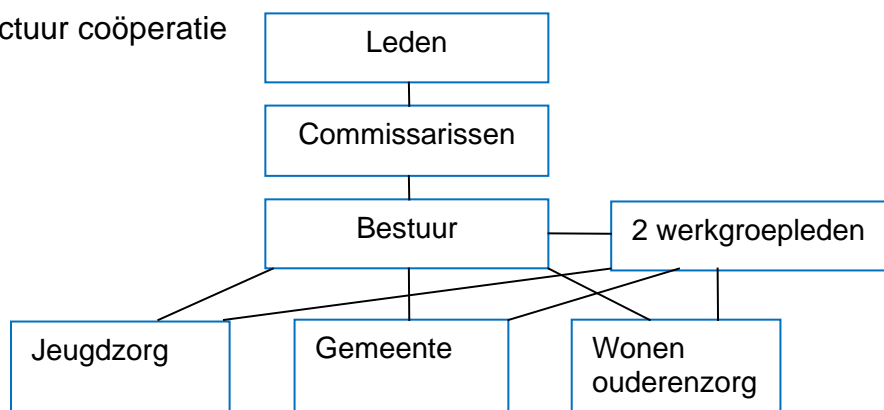 ctuur coöperatie
Leden
Commissarissen
Bestuur
2 werkgroepleden
Jeugdzorg
Gemeente
Wonen
ouderenzorg